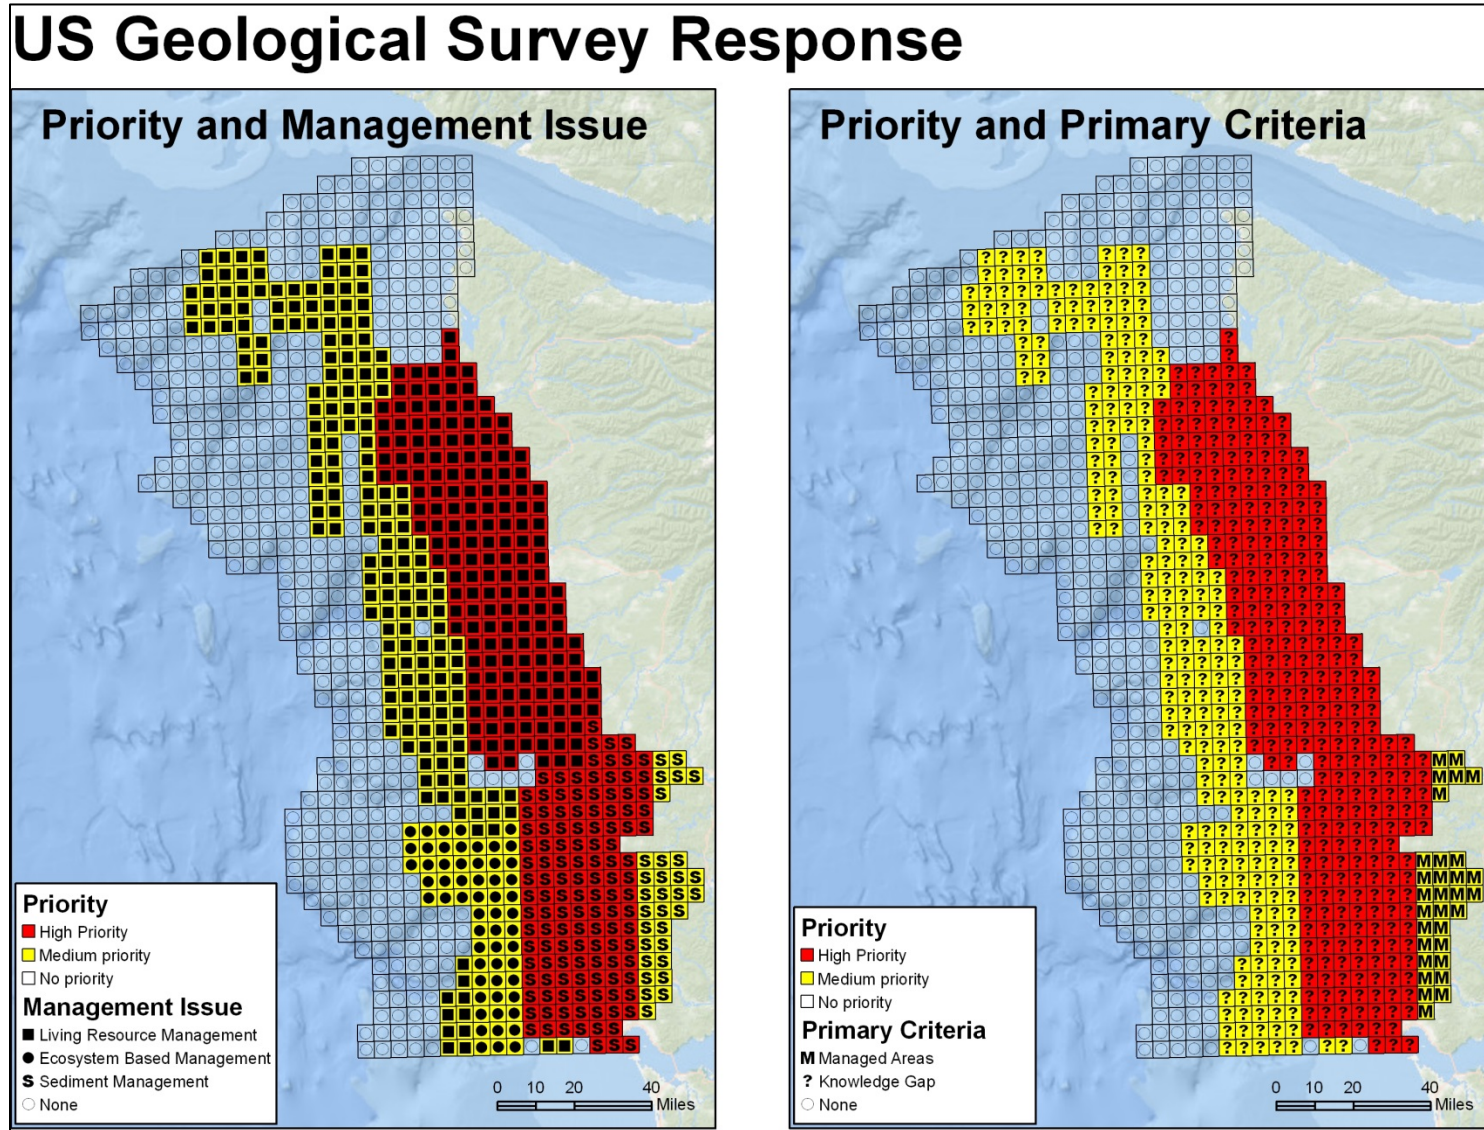 US Geological Survey Response
Priority and Management Issue
Priority
High Priority
Medium priority
No priority
Management Issue
Living Resource Management
Ecosystem Based Management
S Sediment Management
None
0 10 20 40
Miles
Priority and Primary Criteria
Priority
High Priority
Medium priority
No priority
Primary Criteria
M Managed Areas
? Knowledge Gap
None
0 10 20 40
Miles